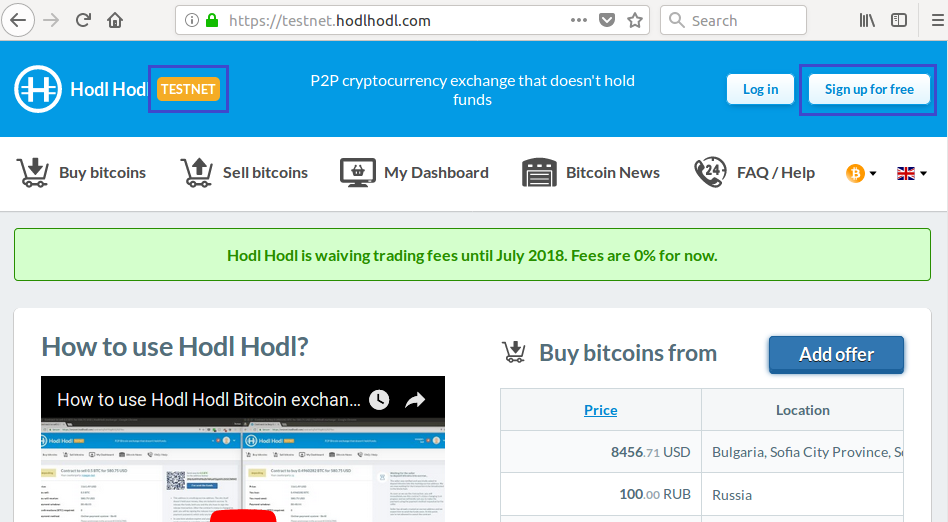 https://testnet.hodlhodl.com
Search
Hodl Hodl TESTNET
P2P cryptocurrency exchange that doesn't hold
funds
Log in
Sign up for free
Buy bitcoins
Sell bitcoins
My Dashboard
Bitcoin News
24
FAQ / Help
Hodl Hodl is waiving trading fees until July 2018. Fees are 0% for now.
How to use Hodl Hodl?
Buy bitcoins from
Add offer
How to use Hodl Hodl Bitcoin exchan...
Price
Location
8456.71 USD
Bulgaria, Sofia City Province, So
100.00 RUB
Russia